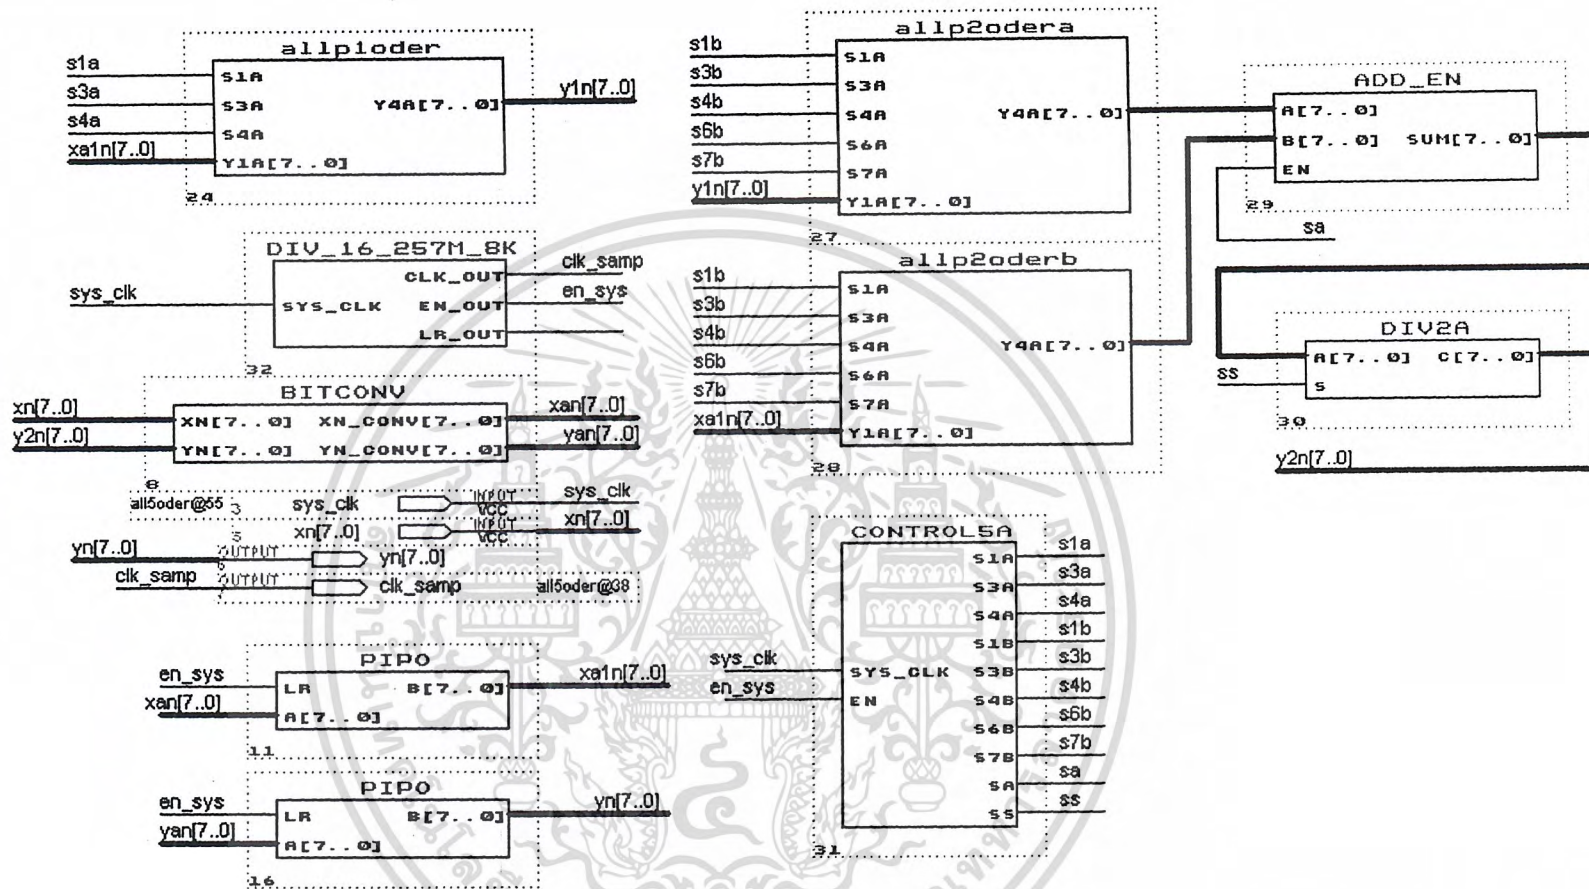 allp1oder
s1a
S1A
s3a
S3A
Y4A[7..0]
y1n[7..0]
s4a
S4A
xa1n[7..0]
Y1A[7..0]
24
DIV_16_257M_8K
CLK_OUT
clk_samp
sys_clk
SYS_CLK
EN_OUT
en_sys
LR_OUT
32
BITCONV
xn[7..0]
XN[7..0]
XN_CONV[7..0]
xan[7..0]
y2n[7..0]
YN[7..0]
YN_CONV[7..0]
yan[7..0]
8
all5oder@55
3
sys_clk
INPUT
VCC
sys_clk
5
xn[7..0]
INPUT
VCC
xn[7..0]
yn[7..0]
OUTPUT
yn[7..0]
clk_samp
OUTPUT
clk_samp
all5oder@38
PIPO
en_sys
LR
B[7..0]
xa1n[7..0]
xan[7..0]
A[7..0]
11
PIPO
en_sys
LR
B[7..0]
yn[7..0]
yan[7..0]
A[7..0]
16
allp2odera
s1b
S1A
s3b
S3A
s4b
S4A
Y4A[7..0]
s6b
S6A
s7b
S7A
y1n[7..0]
Y1A[7..0]
27
allp2oderb
s1b
S1A
s3b
S3A
s4b
S4A
Y4A[7..0]
s6b
S6A
s7b
S7A
xa1n[7..0]
Y1A[7..0]
28
ADD_EN
A[7..0]
B[7..0]
SUM[7..0]
EN
29
sa
DIV2A
A[7..0]
C[7..0]
ss
S
30
y2n[7..0]
CONTROL5A
S1A
s1a
S3A
s3a
S4A
s4a
S1B
s1b
sys_clk
SYS_CLK
S3B
s3b
en_sys
EN
S4B
s4b
S6B
s6b
S7B
s7b
SA
sa
SS
ss
31